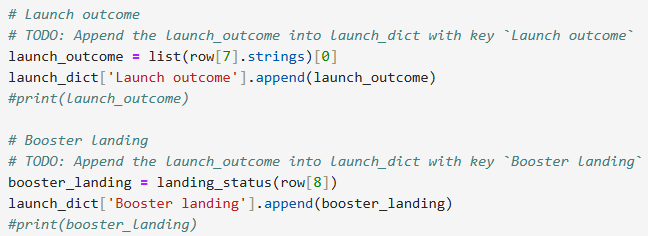 # Launch outcome
# TODO: Append the launch_outcome into launch_dict with key `Launch outcome`
launch_outcome = list(row[7].strings)[0]
launch_dict['Launch outcome'].append(launch_outcome)
#print(launch_outcome)

# Booster landing
# TODO: Append the launch_outcome into launch_dict with key `Booster landing`
booster_landing = landing_status(row[8])
launch_dict['Booster landing'].append(booster_landing)
#print(booster_landing)